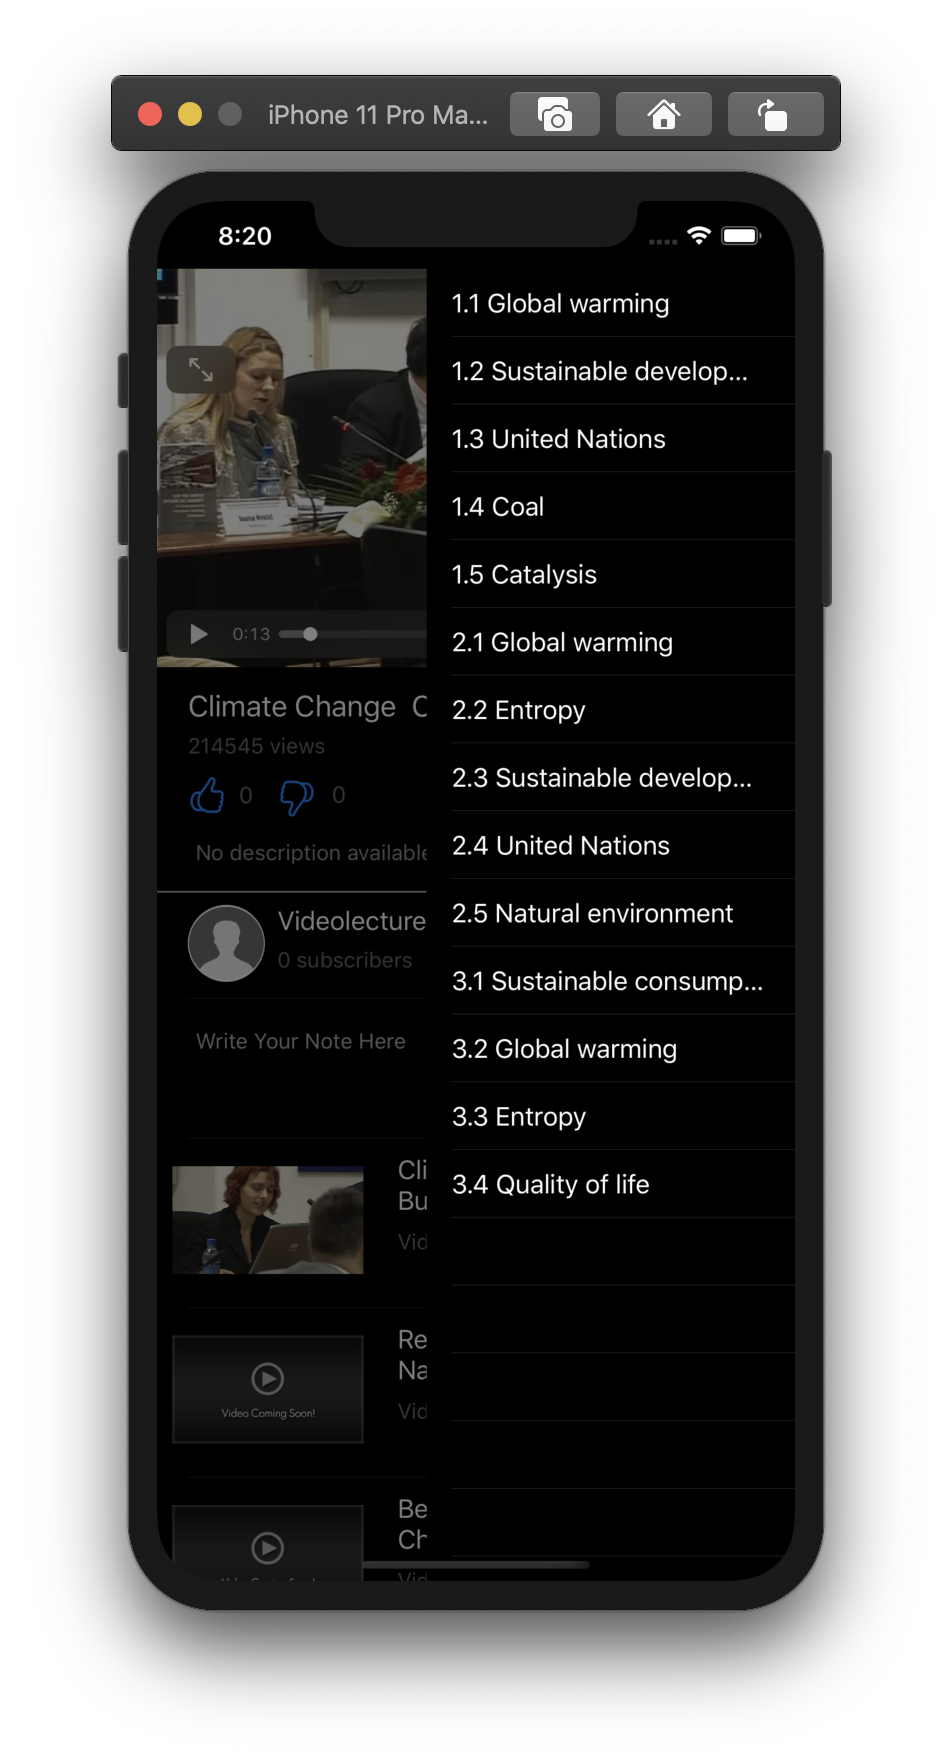 iPhone 11 Pro Ma...
8:20
0:13
Climate Change C
214545 views
0 0
No description available
Videolecture
0 subscribers
Write Your Note Here
Cli
Bu
Vid
Re
Na
Vid
Video Coming Soon!
Be
Ch
1.1 Global warming
1.2 Sustainable develop...
1.3 United Nations
1.4 Coal
1.5 Catalysis
2.1 Global warming
2.2 Entropy
2.3 Sustainable develop...
2.4 United Nations
2.5 Natural environment
3.1 Sustainable consump...
3.2 Global warming
3.3 Entropy
3.4 Quality of life